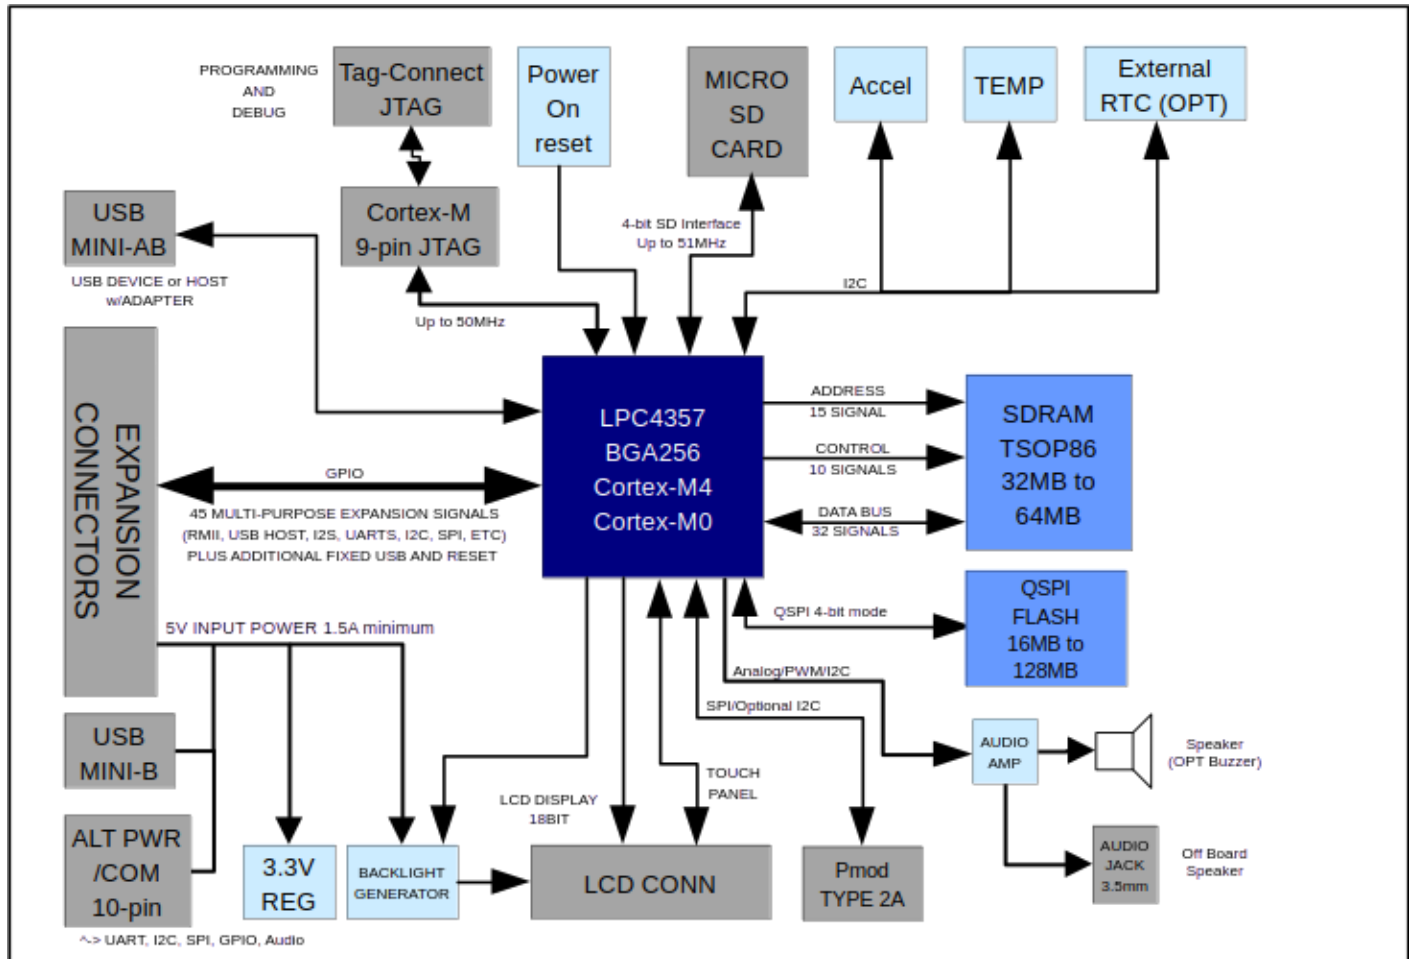 PROGRAMMING
AND
DEBUG
Tag-Connect
JTAG
Power
On
reset
MICRO
SD
CARD
Accel
TEMP
External
RTC (OPT)
USB
MINI-AB
Cortex-M
9-pin JTAG
4-bit SD Interface
Up to 51MHz
USB DEVICE or HOST
w/ADAPTER
I2C
Up to 50MHz
EXPANSION
CONNECTORS
LPC4357
BGA256
Cortex-M4
Cortex-M0
ADDRESS
15 SIGNAL
CONTROL
10 SIGNALS
DATA BUS
32 SIGNALS
SDRAM
TSOP86
32MB to
64MB
GPIO
45 MULTI-PURPOSE EXPANSION SIGNALS
(RMII, USB HOST, I2S, UARTS, I2C, SPI, ETC)
PLUS ADDITIONAL FIXED USB AND RESET
QSPI 4-bit mode
QSPI
FLASH
16MB to
128MB
5V INPUT POWER 1.5A minimum
Analog/PWM/I2C
SPI/Optional I2C
USB
MINI-B
AUDIO
AMP
Speaker
(OPT Buzzer)
TOUCH
PANEL
LCD DISPLAY
18BIT
ALT PWR
/COM
10-pin
3.3V
REG
BACKLIGHT
GENERATOR
LCD CONN
Pmod
TYPE 2A
AUDIO
JACK
3.5mm
Off Board
Speaker
^-> UART, I2C, SPI, GPIO, Audio